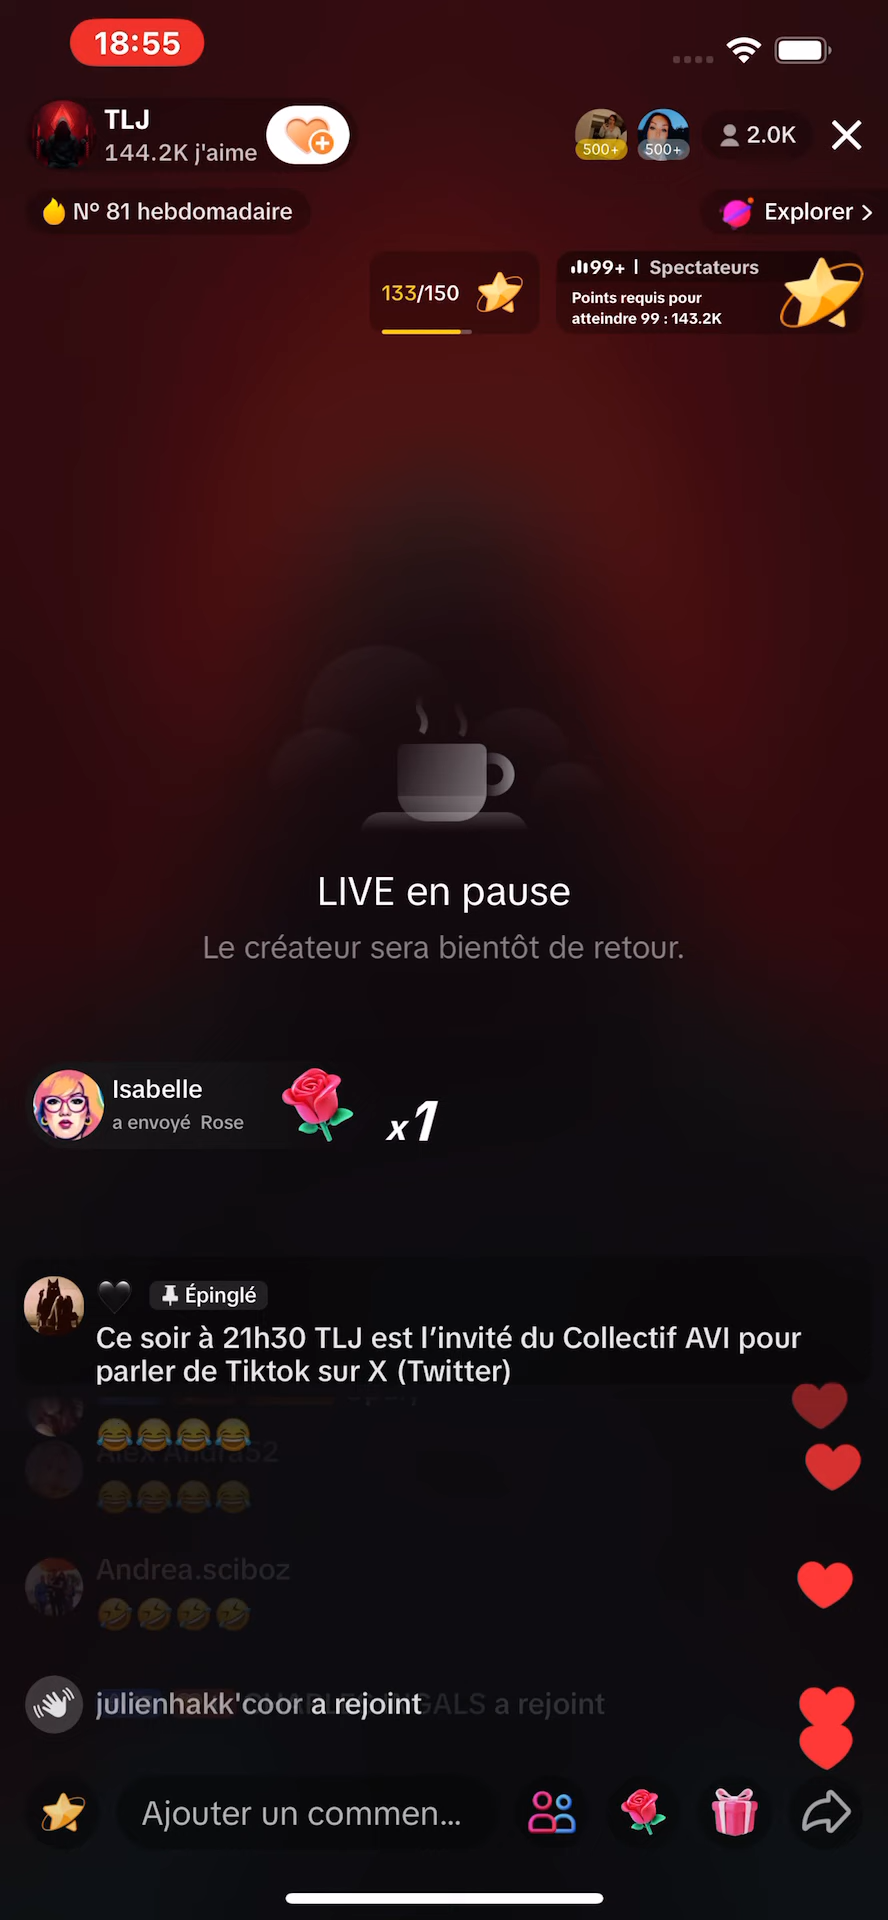 18:55
TLJ
144.2K j'aime
500+
500+
2.0K
N° 81 hebdomadaire
Explorer
133/150
99+ | Spectateurs
Points requis pour
atteindre 99 : 143.2K
LIVE en pause
Le créateur sera bientôt de retour.
Isabelle
a envoyé Rose
x1
Épinglé
Ce soir à 21h30 TLJ est l’invité du Collectif AVI pour
parler de Tiktok sur X (Twitter)
Alex Andra52
Andrea.sciboz
julienhakk'coor a rejoint
a rejoint
Ajouter un commen...